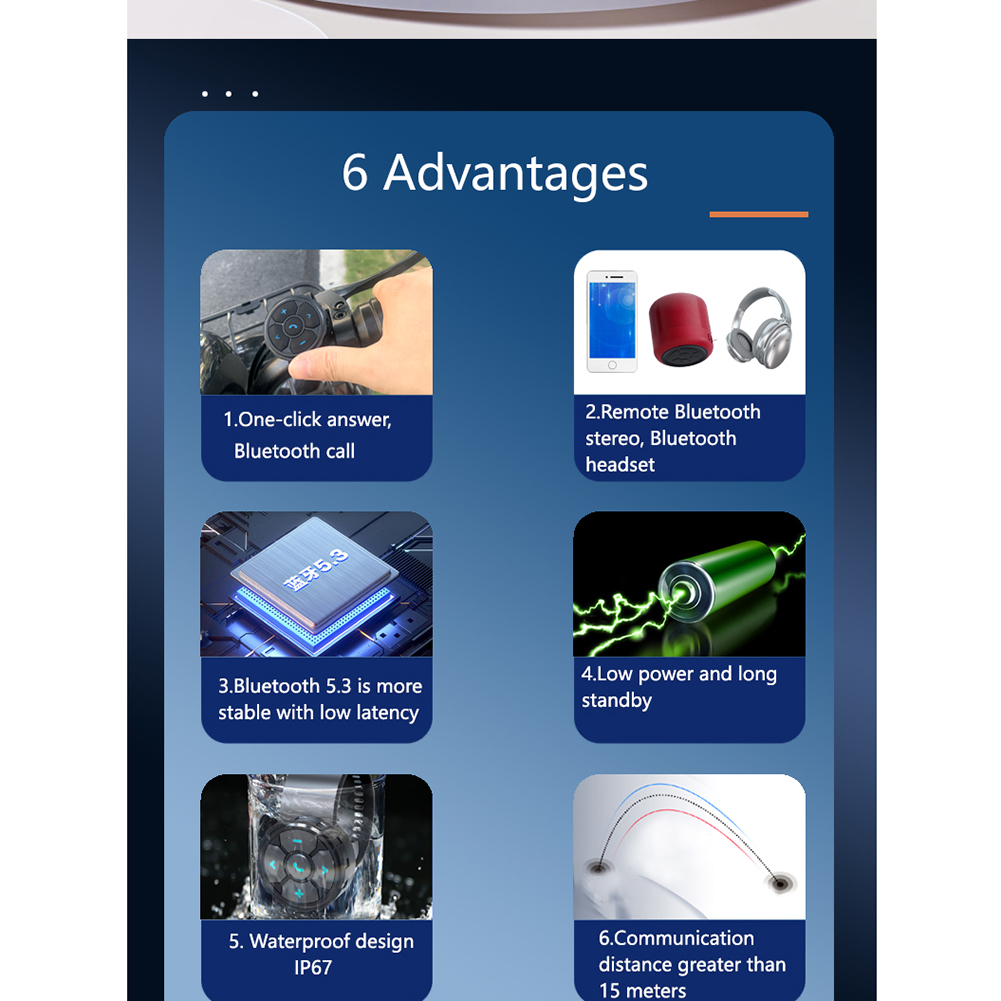 6 Advantages
1.One-click answer,
Bluetooth call
2.Remote Bluetooth
stereo, Bluetooth
headset
蓝牙5.3
3.Bluetooth 5.3 is more
stable with low latency
4.Low power and long
standby
5. Waterproof design
IP67
6.Communication
distance greater than
15 meters